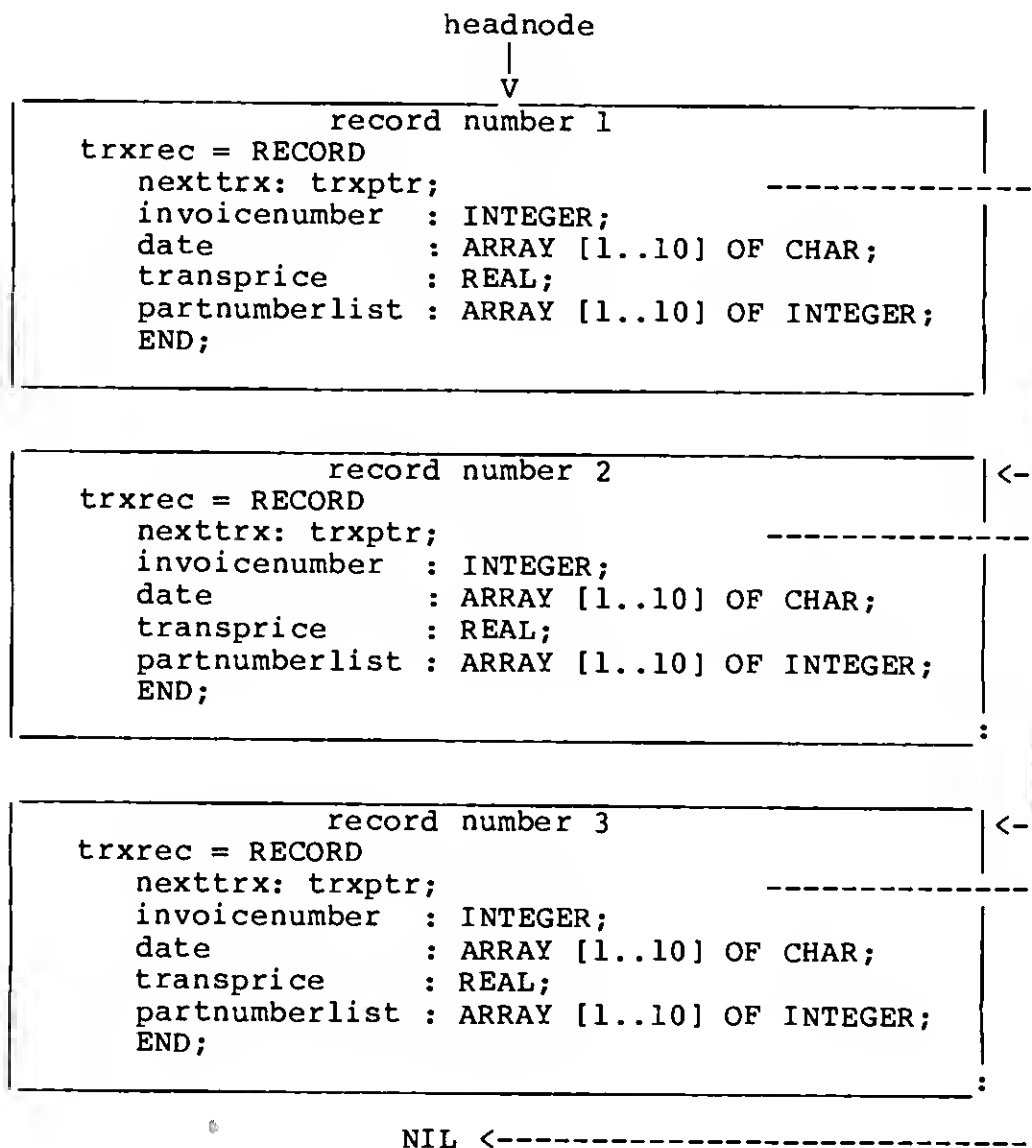 headnode
|
V
record number 1
trxrec = RECORD
nexttrx: trxptr; --------------
invoicenumber : INTEGER;
date : ARRAY [1..10] OF CHAR;
transprice : REAL;
partnumberlist : ARRAY [1..10] OF INTEGER;
END;
record number 2 <-
trxrec = RECORD
nexttrx: trxptr; --------------
invoicenumber : INTEGER;
date : ARRAY [1..10] OF CHAR;
transprice : REAL;
partnumberlist : ARRAY [1..10] OF INTEGER;
END;
:
record number 3 <-
trxrec = RECORD
nexttrx: trxptr; --------------
invoicenumber : INTEGER;
date : ARRAY [1..10] OF CHAR;
transprice : REAL;
partnumberlist : ARRAY [1..10] OF INTEGER;
END;
:
NIL <----------------------------